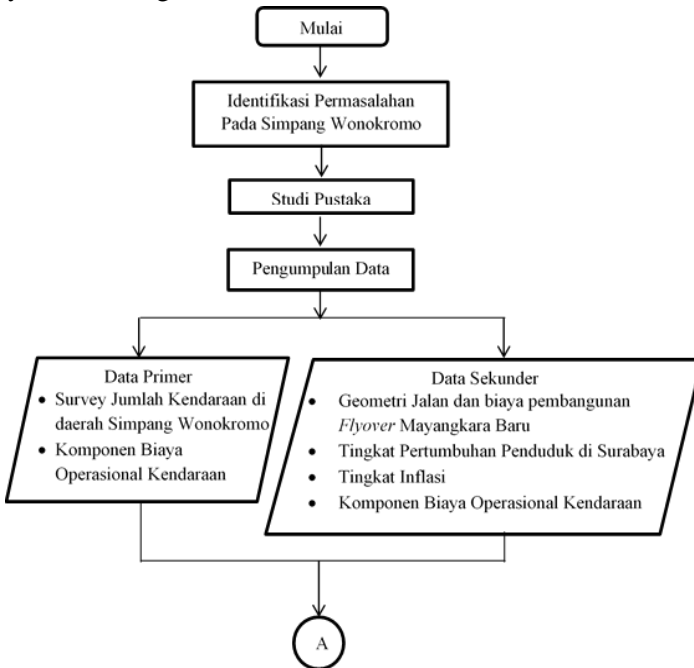 Mulai
Identifikasi Permasalahan
Pada Simpang Wonokromo
Studi Pustaka
Pengumpulan Data
Data Primer
• Survey Jumlah Kendaraan di
daerah Simpang Wonokromo
• Komponen Biaya
Operasional Kendaraan
Data Sekunder
• Geometri Jalan dan biaya pembangunan
Flyover Mayangkara Baru
• Tingkat Pertumbuhan Penduduk di Surabaya
• Tingkat Inflasi
• Komponen Biaya Operasional Kendaraan
A